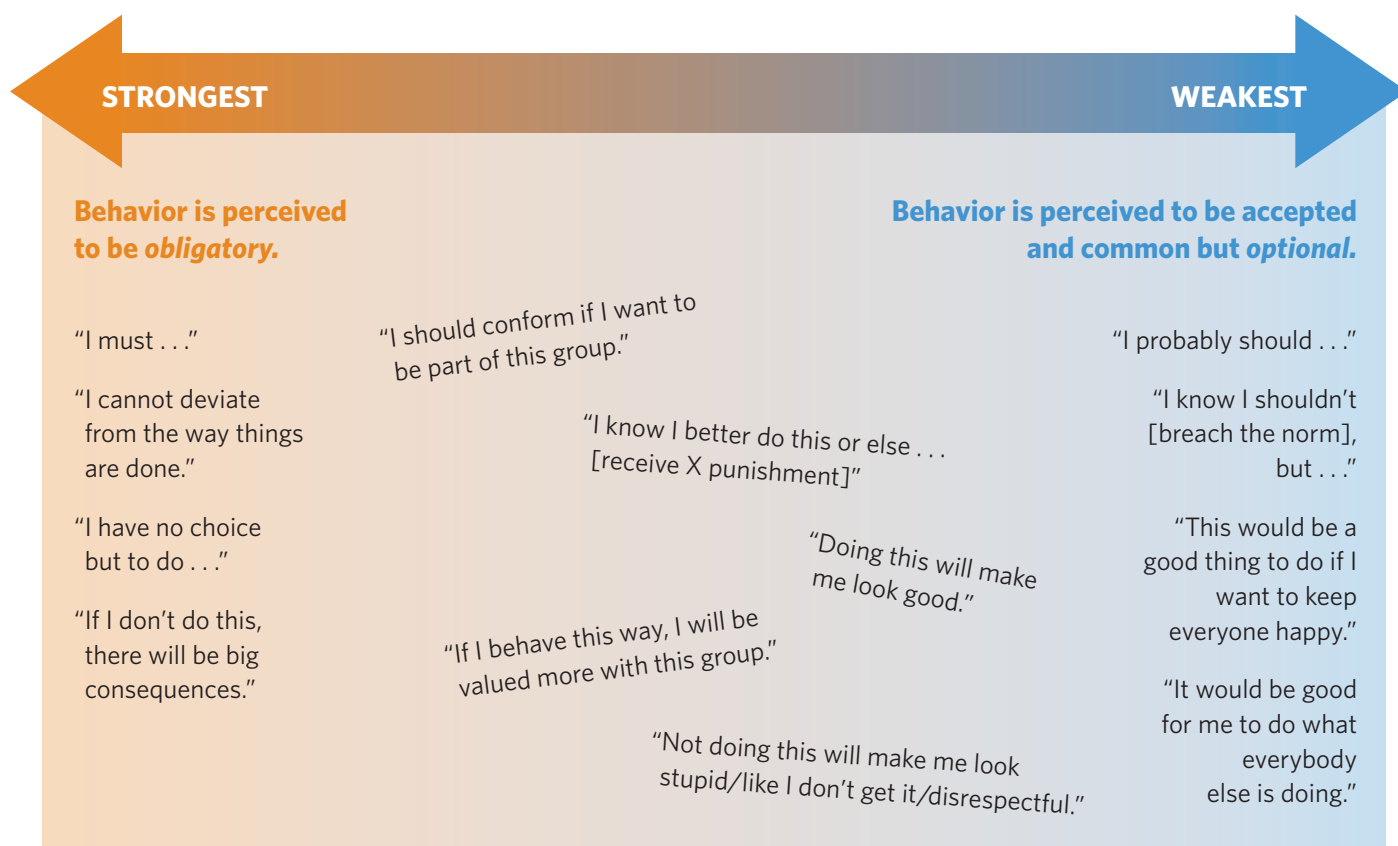 STRONGEST
WEAKEST
Behavior is perceived
to be obligatory.
Behavior is perceived to be accepted
and common but optional.
“I must . . .”
“I cannot deviate
from the way things
are done.”
“I have no choice
but to do . . .”
“If I don’t do this,
there will be big
consequences.”
“I should conform if I want to
be part of this group.”
“I know I better do this or else . . .
[receive X punishment]”
“Doing this will make
me look good.”
“If I behave this way, I will be
valued more with this group.”
“Not doing this will make me look
stupid/like I don’t get it/disrespectful.”
“I probably should . . .”
“I know I shouldn’t
[breach the norm],
but . . .”
“This would be a
good thing to do if I
want to keep
everyone happy.”
“It would be good
for me to do what
everybody
else is doing.”